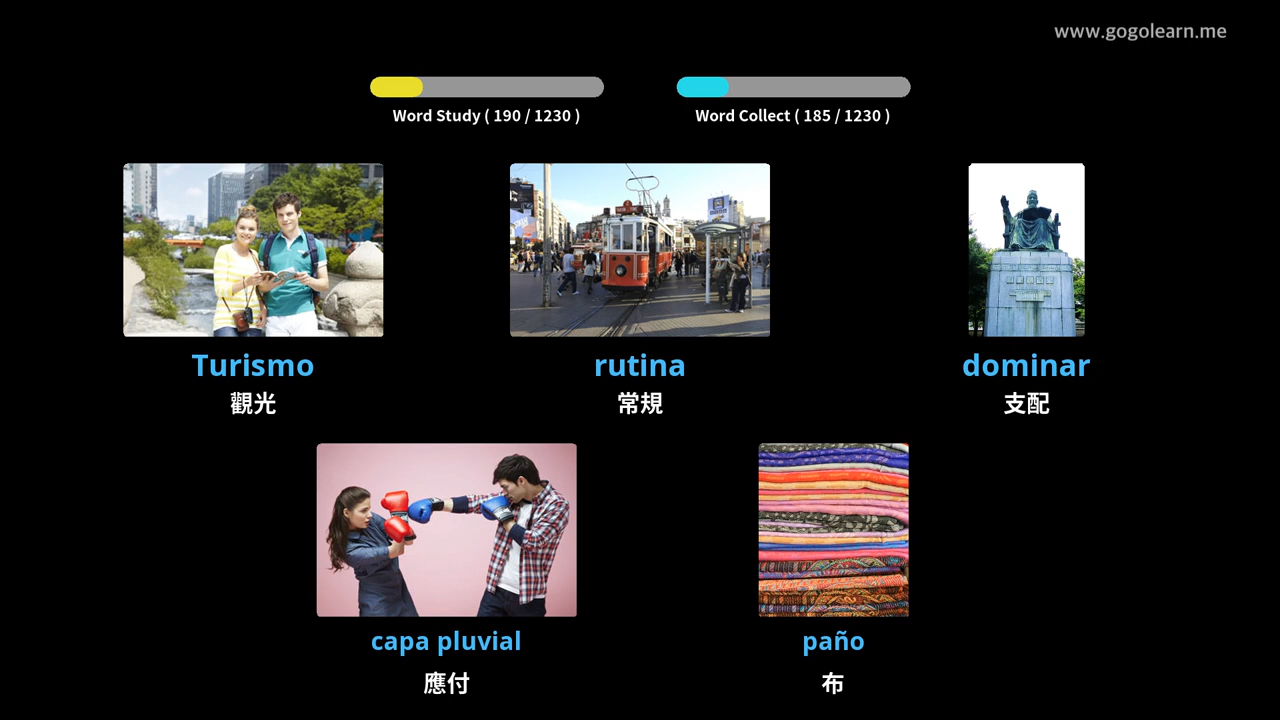 www.gogolearn.me
Word Study ( 190 / 1230 )
Word Collect ( 185 / 1230 )
Turismo
觀光
rutina
常規
dominar
支配
capa pluvial
應付
paño
布